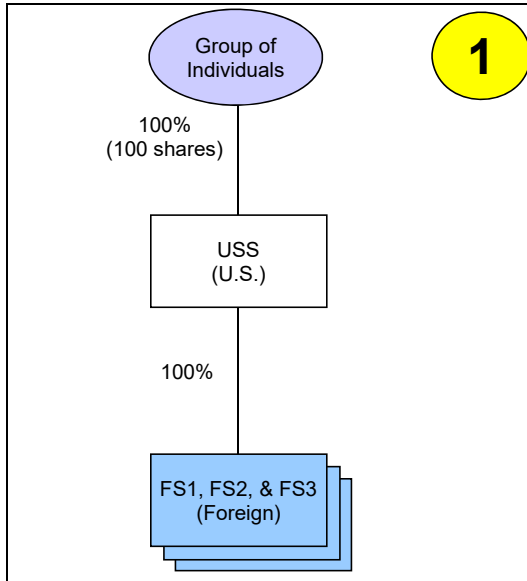 Group of
Individuals
1
100%
(100 shares)
USS
(U.S.)
100%
FS1, FS2, & FS3
(Foreign)